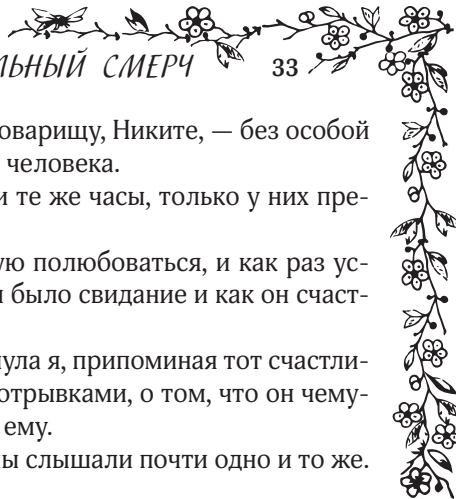 ЬНЫЙ СМЕРЧ 33
оварищу, Никите, — без особой
человека.
и те же часы, только у них пре-
ую полюбоваться, и как раз ус-
было свидание и как он счаст-
нула я, припоминая тот счастли-
отрывками, о том, что он чему-
ему.
ы слышали почти одно и то же.